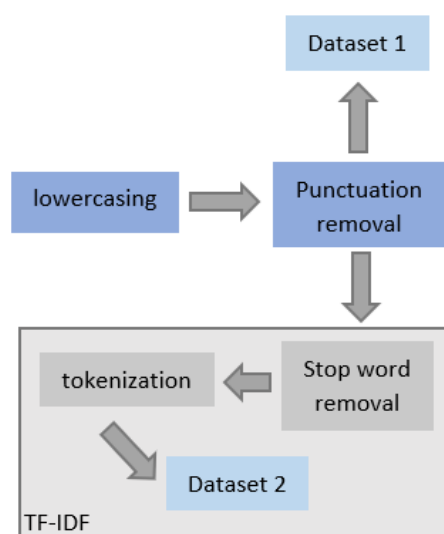 Dataset 1
lowercasing
Punctuation
removal
tokenization
Stop word
removal
Dataset 2
TF-IDF